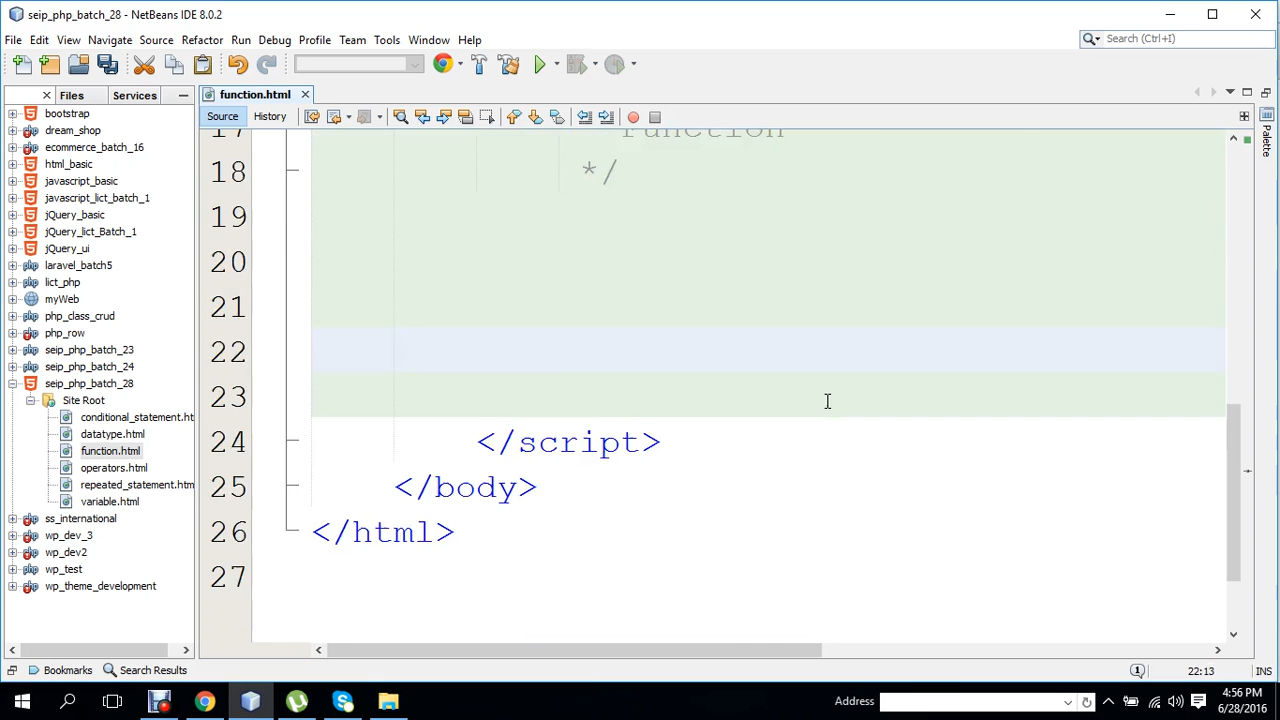 seip_php_batch_28 - NetBeans IDE 8.0.2
File Edit View Navigate Source Refactor Run Debug Profile Team Tools Window Help
Search (Ctrl+I)
Files Services
function.html
Source History
Palette
bootstrap
dream_shop
ecommerce_batch_16
html_basic
javascript_basic
javascript_lict_batch_1
jQuery_basic
jQuery_lict_Batch_1
jQuery_ui
laravel_batch5
lict_php
myWeb
php_class_crud
php_row
seip_php_batch_23
seip_php_batch_24
seip_php_batch_28
Site Root
conditional_statement.ht
datatype.html
function.html
operators.html
repeated_statement.htm
variable.html
ss_international
wp_dev_3
wp_dev2
wp_test
wp_theme_development
17 Function
18 */
19
20
21
22
23
24 </script>
25 </body>
26 </html>
27
Bookmarks Search Results
1 22:13 INS
Address
4:56 PM
6/28/2016